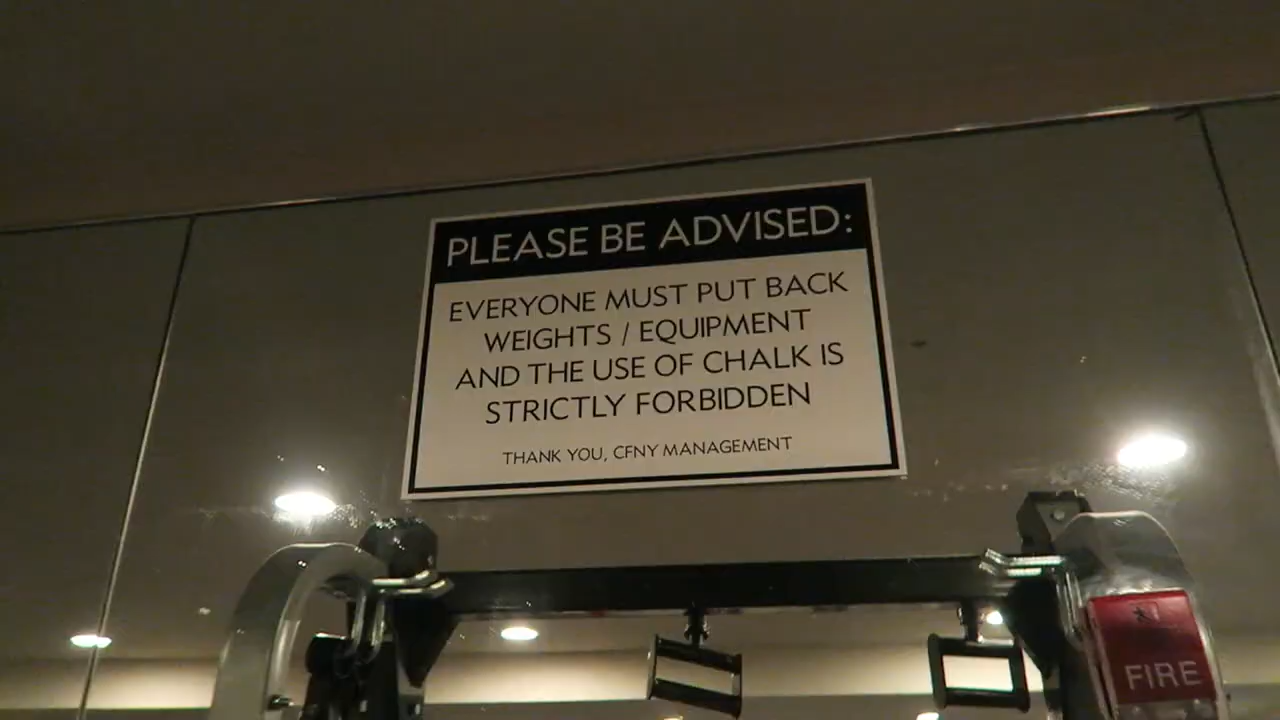 PLEASE BE ADVISED:
EVERYONE MUST PUT BACK
WEIGHTS / EQUIPMENT
AND THE USE OF CHALK IS
STRICTLY FORBIDDEN
THANK YOU, CFNY MANAGEMENT
FIRE